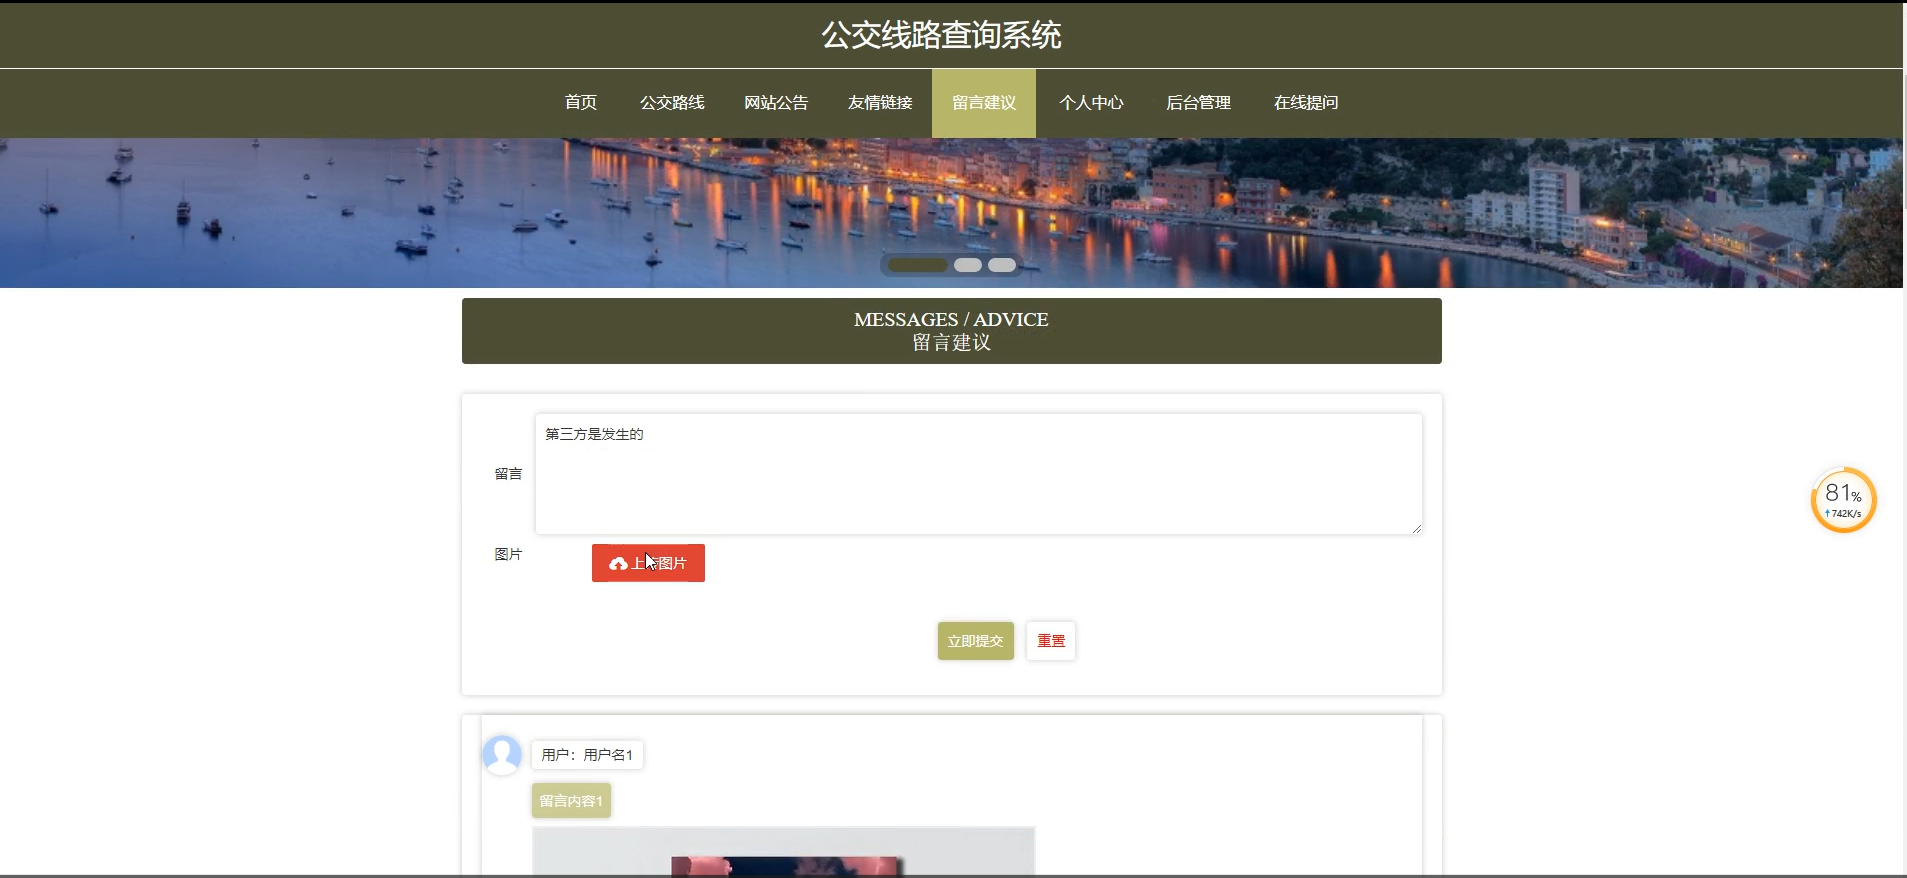 公交线路查询系统
首页 公交路线 网站公告 友情链接 留言建议 个人中心 后台管理 在线提问
MESSAGES / ADVICE
留言建议
第三方是发生的
留言
图片
上传图片
立即提交 重置
81%
↑ 742K/s
用户：用户名1
留言内容1